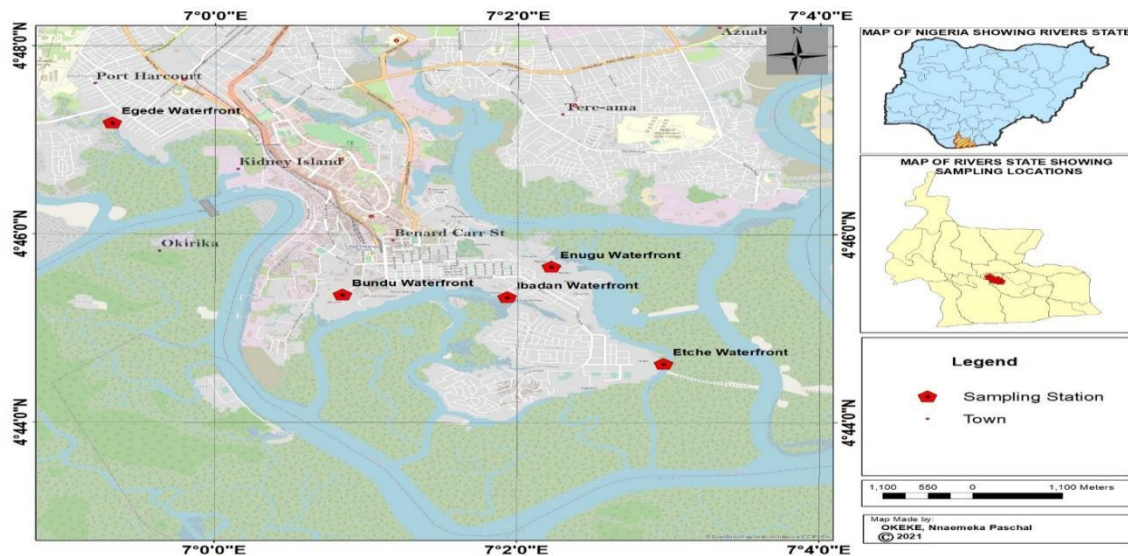 7°0'0"E 7°2'0"E 7°4'0"E
4°48'0"N
4°48'0"N
Azuab
N
Port Harcourt
Egede Waterfront
Tere-ama
Kidney Island
4°46'0"N
4°46'0"N
Benard Carr St
Okirika
Enugu Waterfront
Bundu Waterfront
Ibadan Waterfront
Etche Waterfront
4°44'0"N
4°44'0"N
7°0'0"E 7°2'0"E 7°4'0"E
MAP OF NIGERIA SHOWING RIVERS STATE
MAP OF RIVERS STATE SHOWING
SAMPLING LOCATIONS
Legend
Sampling Station
Town
1,100 550 0 1,100 Meters
Map Made by:
OKEKE, Nnaemeka Paschal
© 2021